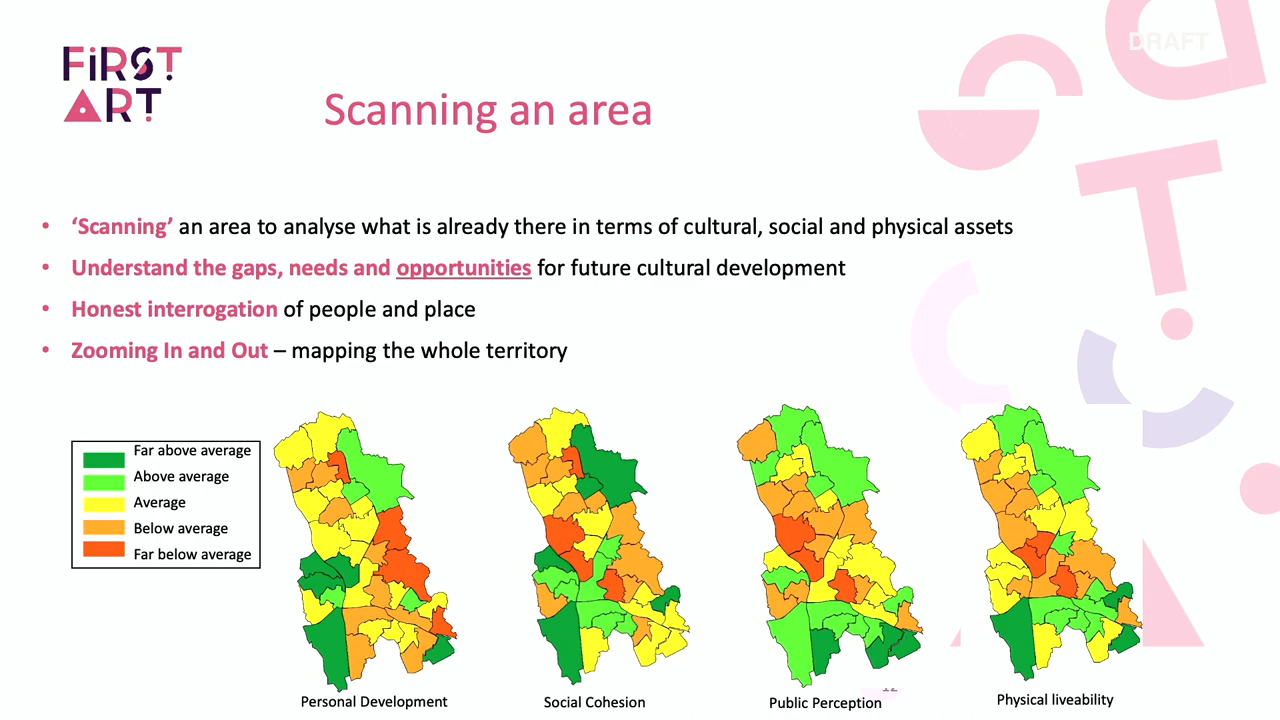 FiRST
ART
DRAFT
Scanning an area
• ‘Scanning’ an area to analyse what is already there in terms of cultural, social and physical assets
• Understand the gaps, needs and opportunities for future cultural development
• Honest interrogation of people and place
• Zooming In and Out – mapping the whole territory
Far above average
Above average
Average
Below average
Far below average
Personal Development
Social Cohesion
Public Perception
Physical liveability